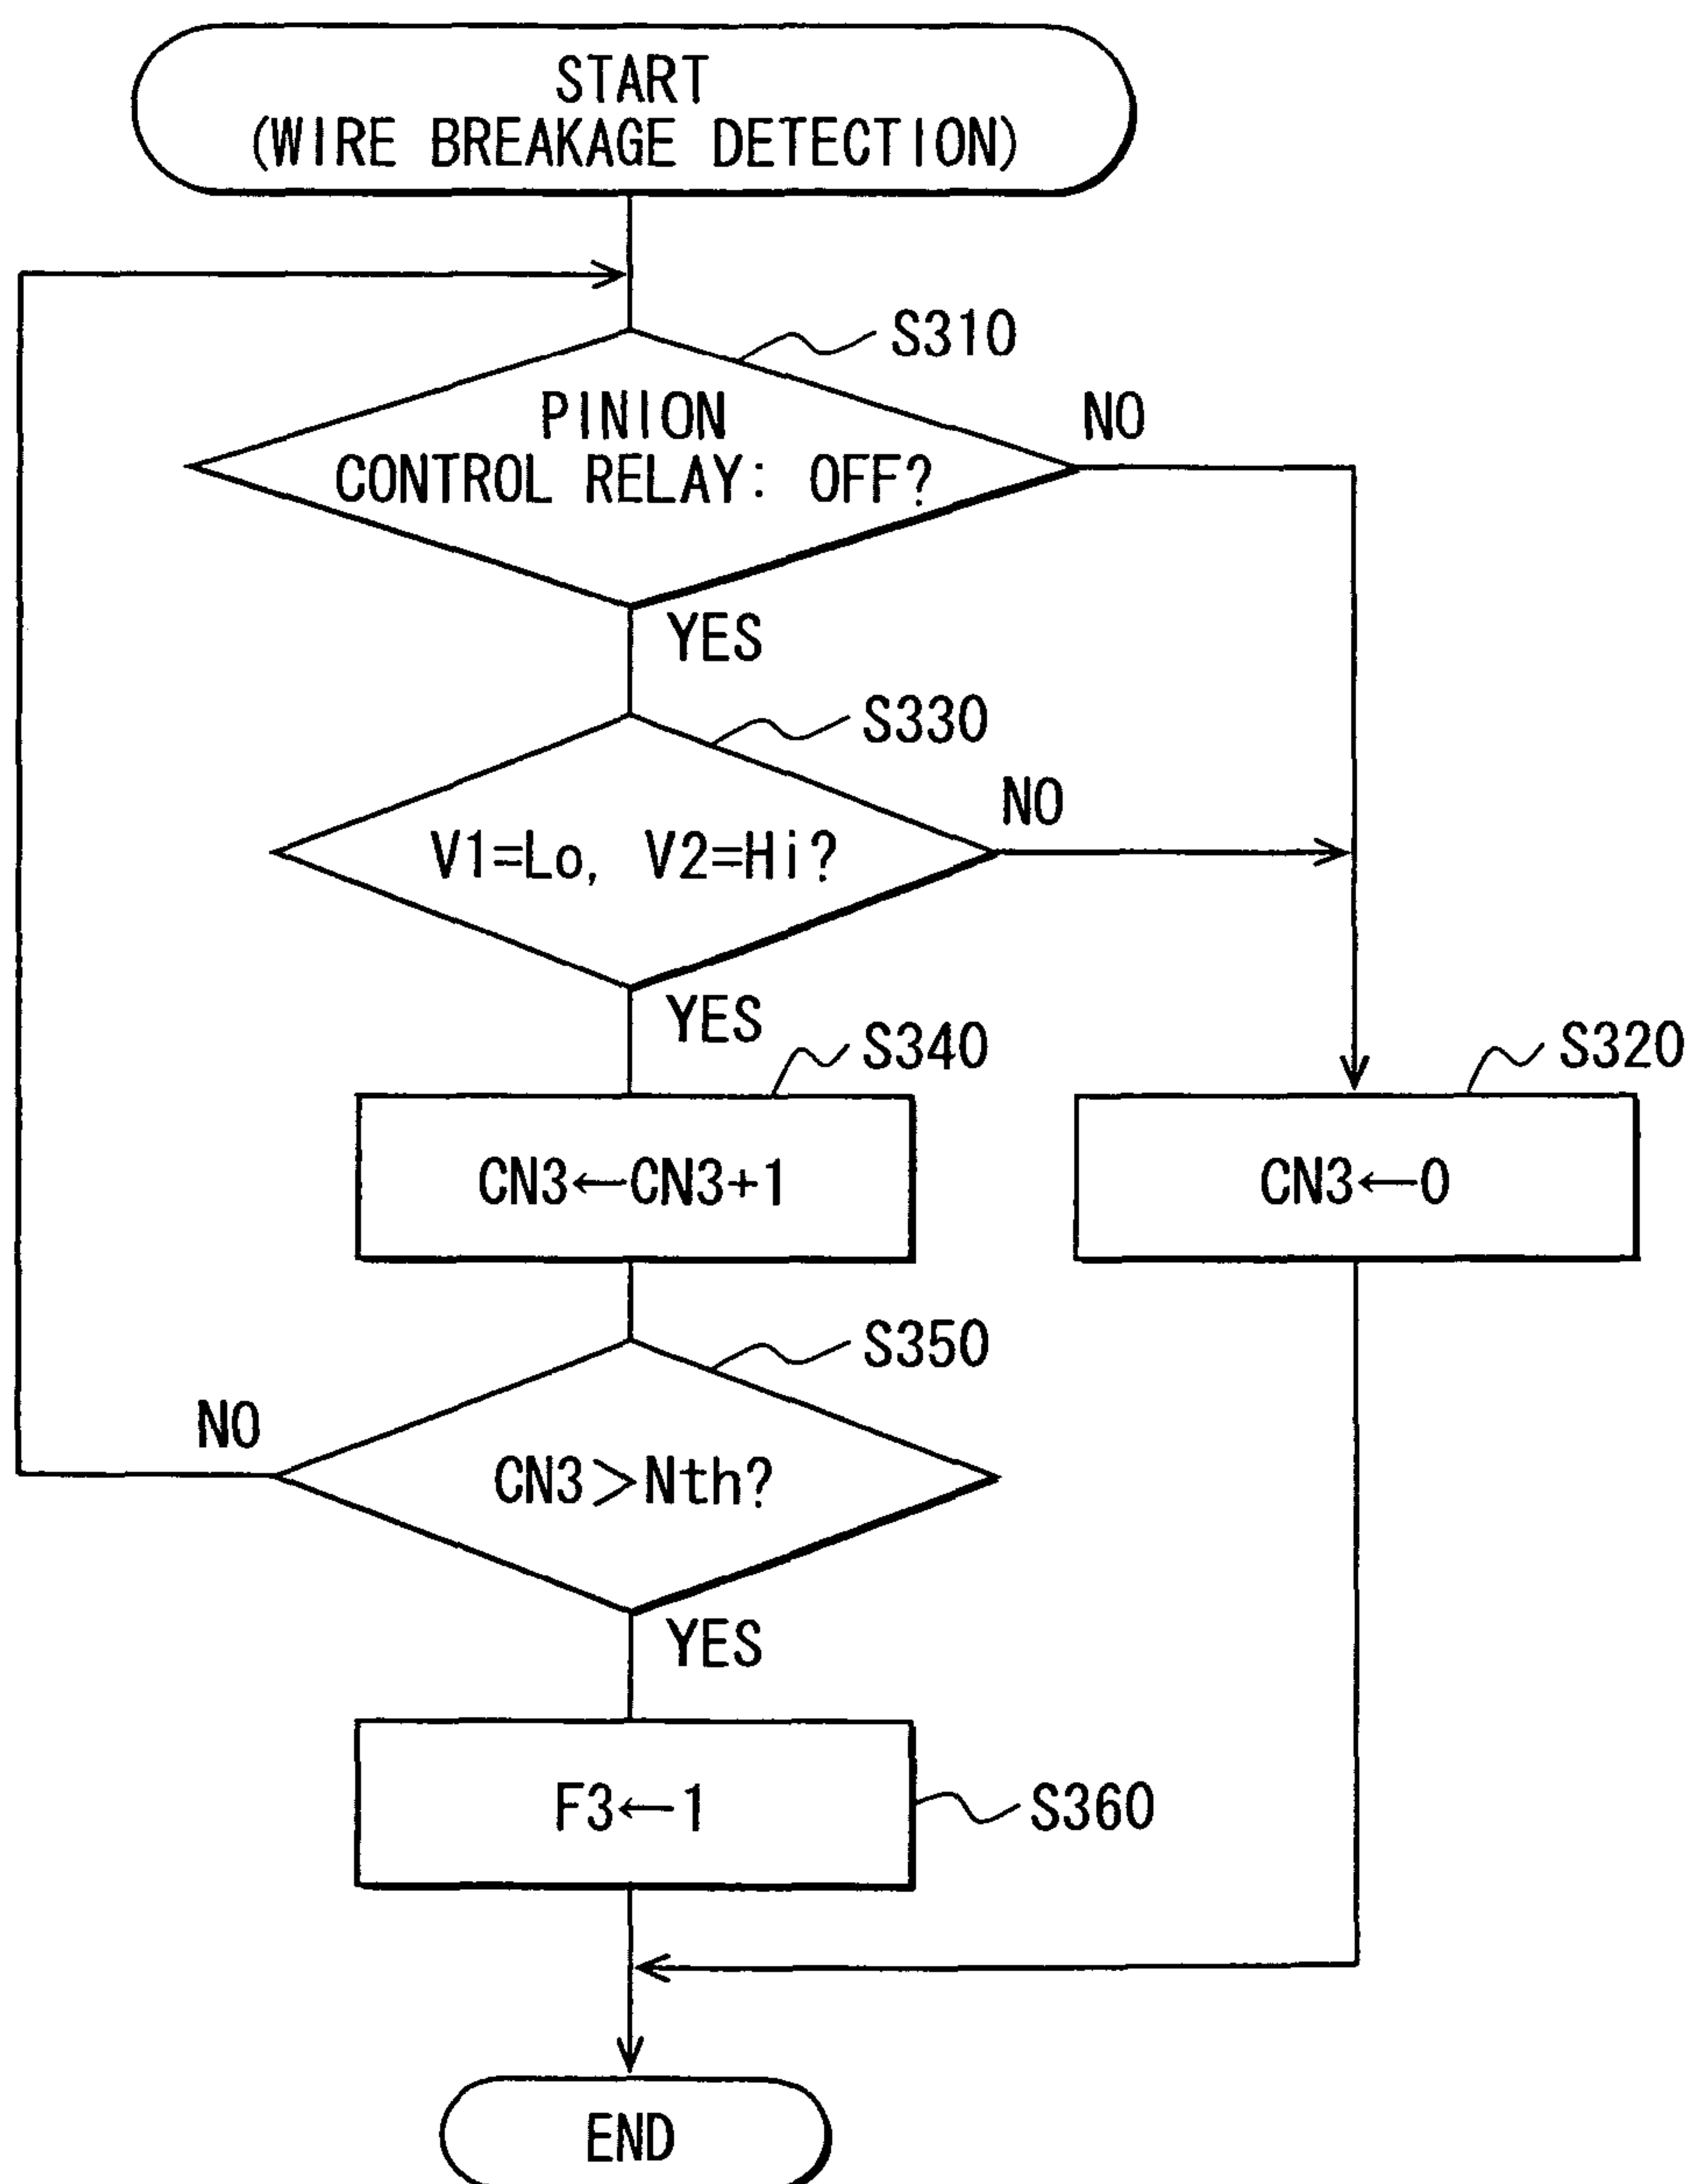 START
(WIRE BREAKAGE DETECTION)
S310
PINION
CONTROL RELAY: OFF?
NO
YES
S330
V1=Lo, V2=Hi?
NO
YES
S340
CN3←CN3+1
S320
CN3←0
S350
CN3>Nth?
NO
YES
F3←1
S360
END